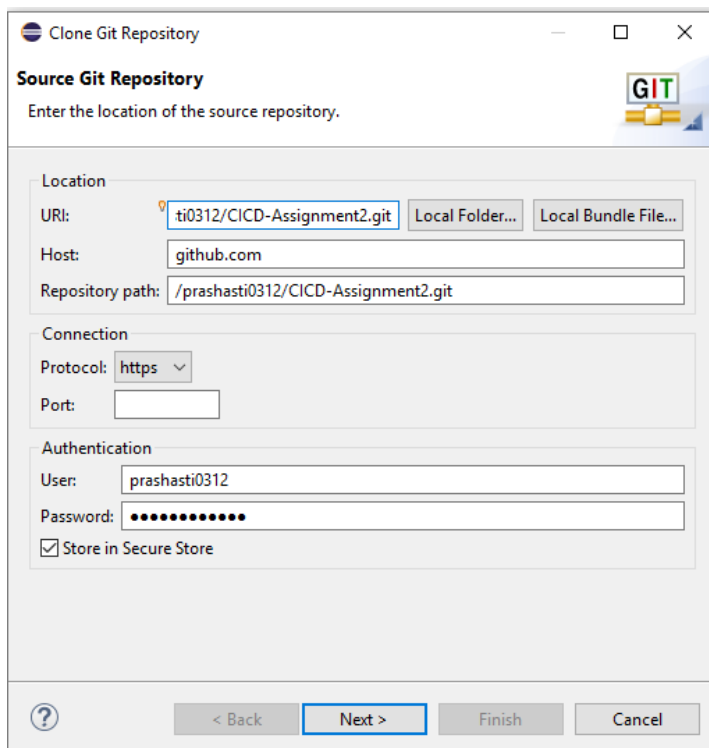 Clone Git Repository
Source Git Repository
Enter the location of the source repository.
GIT
Location
URI: ti0312/CICD-Assignment2.git Local Folder... Local Bundle File...
Host: github.com
Repository path: /prashasti0312/CICD-Assignment2.git
Connection
Protocol: https
Port:
Authentication
User: prashasti0312
Password: ●●●●●●●●●●●●
Store in Secure Store
? < Back Next > Finish Cancel